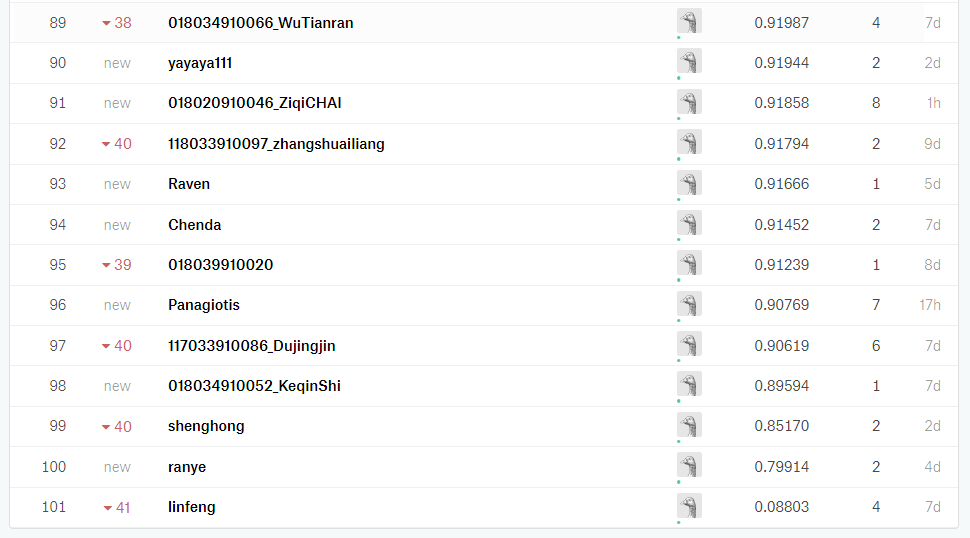 89 38 018034910066_WuTianran 0.91987 4 7d
90 new yayaya111 0.91944 2 2d
91 new 018020910046_ZiqiCHAI 0.91858 8 1h
92 40 118033910097_zhangshuailiang 0.91794 2 9d
93 new Raven 0.91666 1 5d
94 new Chenda 0.91452 2 7d
95 39 018039910020 0.91239 1 8d
96 new Panagiotis 0.90769 7 17h
97 40 117033910086_Dujingjin 0.90619 6 7d
98 new 018034910052_KeqinShi 0.89594 1 7d
99 40 shenghong 0.85170 2 2d
100 new ranye 0.79914 2 4d
101 41 linfeng 0.08803 4 7d